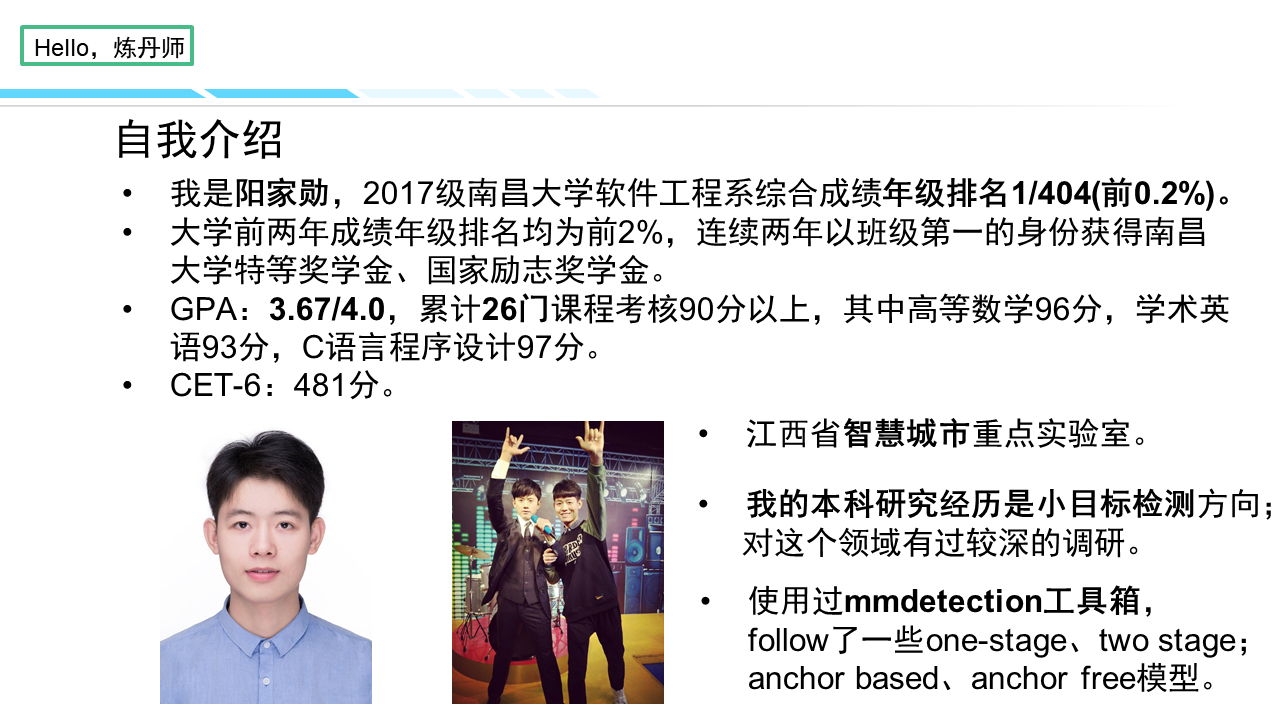 Hello，炼丹师
自我介绍
• 我是阳家勋，2017级南昌大学软件工程系综合成绩年级排名1/404(前0.2%)。
• 大学前两年成绩年级排名均为前2%，连续两年以班级第一的身份获得南昌
大学特等奖学金、国家励志奖学金。
• GPA：3.67/4.0，累计26门课程考核90分以上，其中高等数学96分，学术英
语93分，C语言程序设计97分。
• CET-6：481分。
• 江西省智慧城市重点实验室。
• 我的本科研究经历是小目标检测方向；
对这个领域有过较深的调研。
• 使用过mmdetection工具箱，
follow了一些one-stage、two stage；
anchor based、anchor free模型。